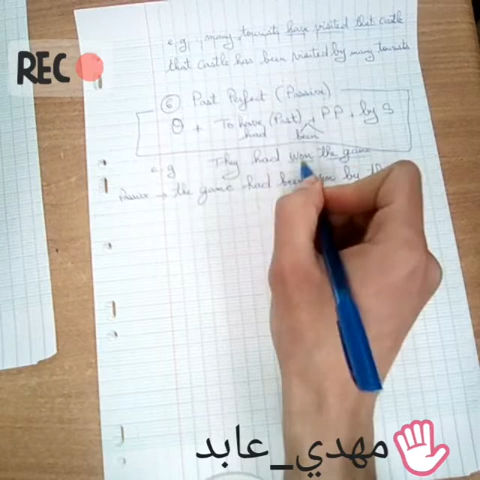 REC
e.g., many tourists have visited that castle
that castle has been visited by many tourists
⑥ Past Perfect (Passive)
O + To have (Past) + PP + by S
had been
e.g They had won the game
Passive → the game had been won by
مهدي_عابد